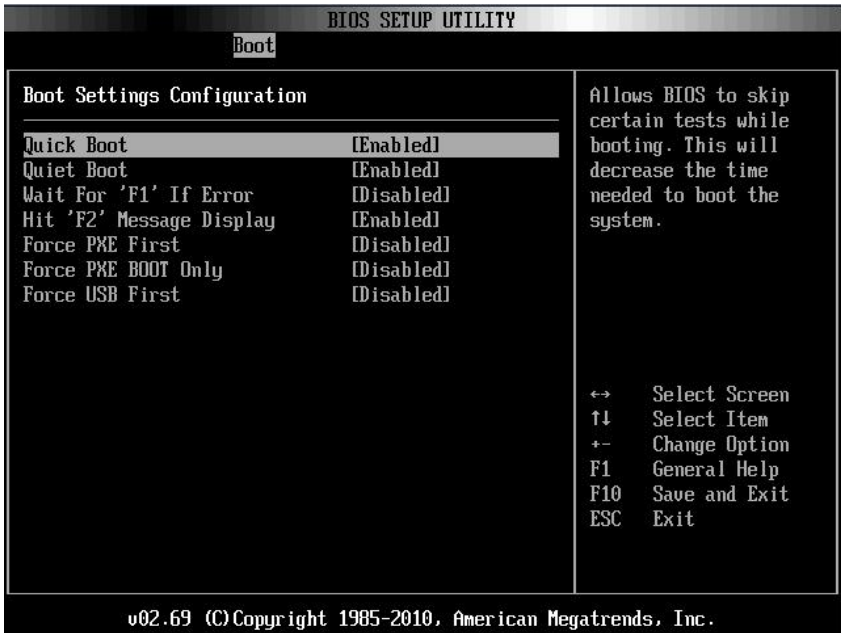 BIOS SETUP UTILITY
Boot
Boot Settings Configuration
Quick Boot [Enabled]
Quiet Boot [Enabled]
Wait For 'F1' If Error [Disabled]
Hit 'F2' Message Display [Enabled]
Force PXE First [Disabled]
Force PXE BOOT Only [Disabled]
Force USB First [Disabled]
Allows BIOS to skip
certain tests while
booting. This will
decrease the time
needed to boot the
system.
↔ Select Screen
↑↓ Select Item
+- Change Option
F1 General Help
F10 Save and Exit
ESC Exit
v02.69 (C)Copyright 1985-2010, American Megatrends, Inc.